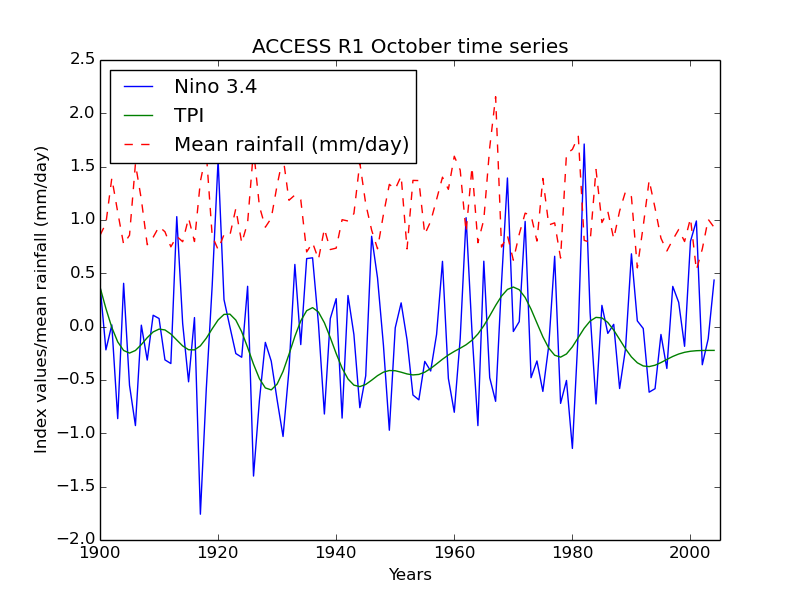 ACCESS R1 October time series
Index values/mean rainfall (mm/day)
2.5
2.0
1.5
1.0
0.5
0.0
−0.5
−1.0
−1.5
−2.0
Nino 3.4
TPI
Mean rainfall (mm/day)
1900 1920 1940 1960 1980 2000
Years